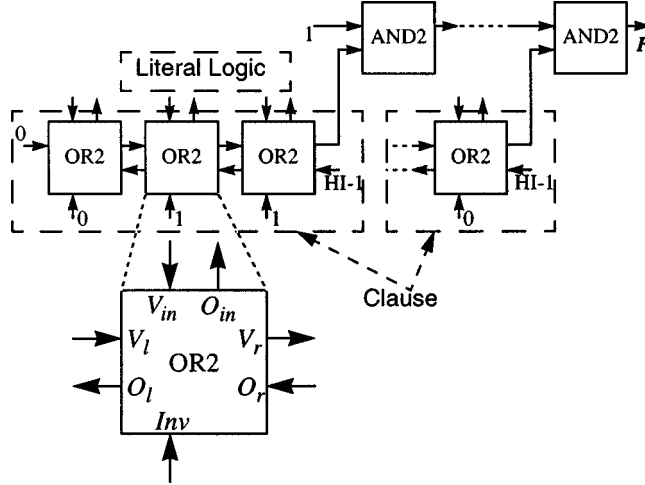 1 AND2 AND2 F
Literal Logic
0 OR2 OR2 OR2 HI-1 OR2 HI-1
0 1 1 0
Clause
V_in O_in
V_l V_r
OR2
O_l O_r
Inv